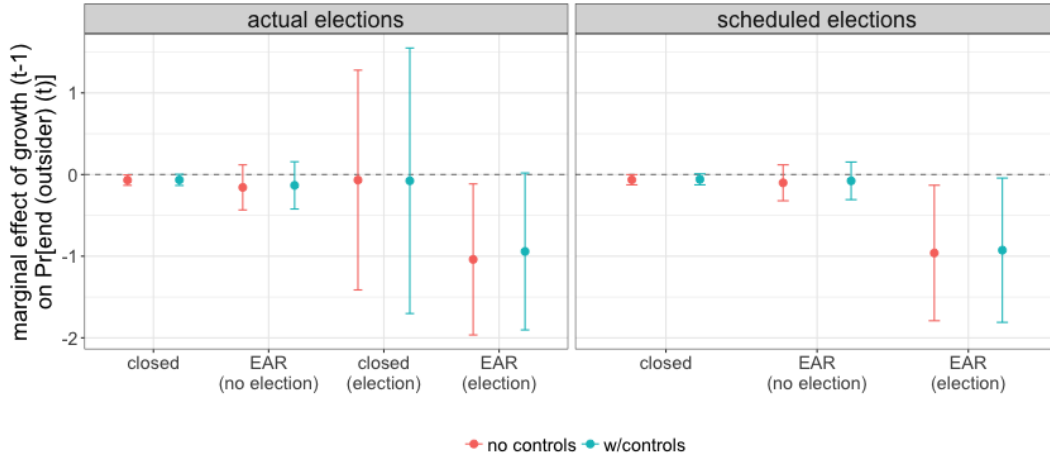 actual elections
scheduled elections
marginal effect of growth (t-1)
on Pr[end (outsider) (t)]
1
0
-1
-2
closed
EAR
(no election)
closed
(election)
EAR
(election)
closed
EAR
(no election)
EAR
(election)
no controls
w/controls